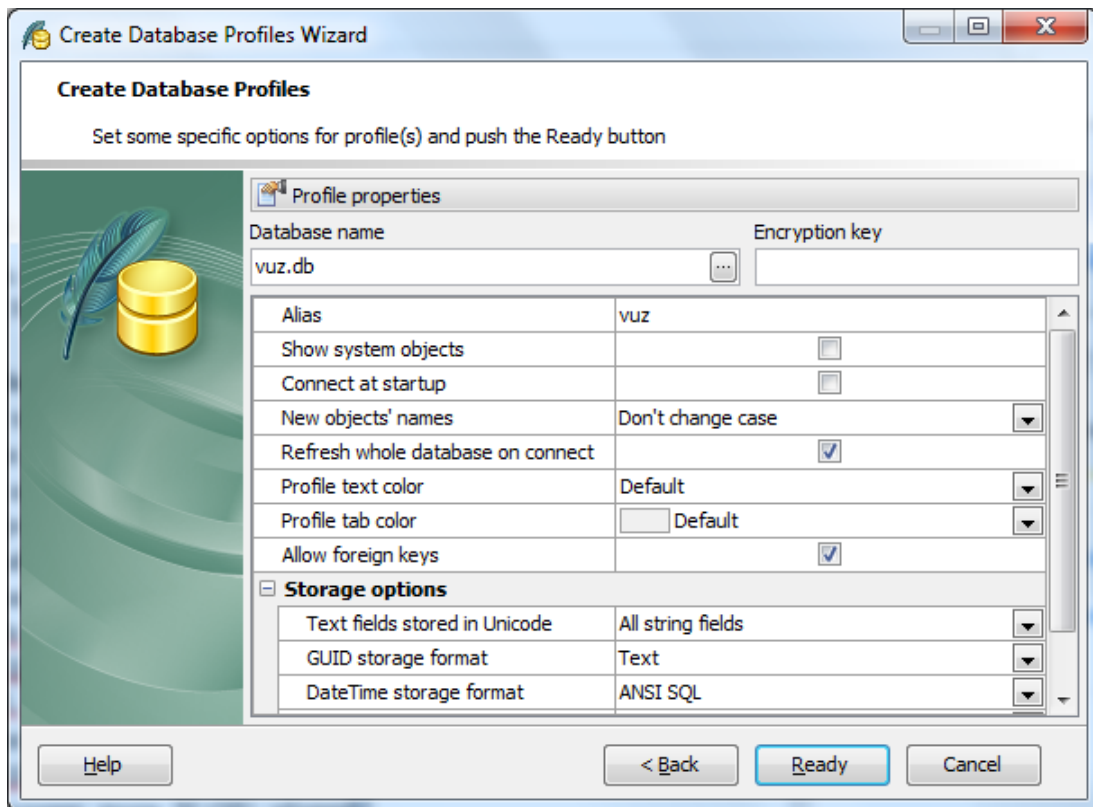 Create Database Profiles Wizard
Create Database Profiles
Set some specific options for profile(s) and push the Ready button
Profile properties
Database name Encryption key
vuz.db ...
Alias vuz
Show system objects
Connect at startup
New objects' names Don't change case
Refresh whole database on connect
Profile text color Default
Profile tab color Default
Allow foreign keys
Storage options
Text fields stored in Unicode All string fields
GUID storage format Text
DateTime storage format ANSI SQL
Help < Back Ready Cancel